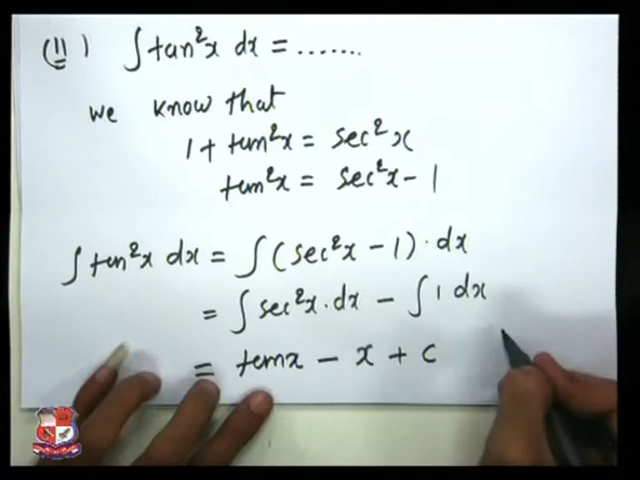 (11) ∫tan²x dx = .......
we know that
1 + tan²x = sec²x
tan²x = sec²x - 1
∫tan²x dx = ∫(sec²x - 1)·dx
= ∫sec²x·dx - ∫1 dx
= tanx - x + c